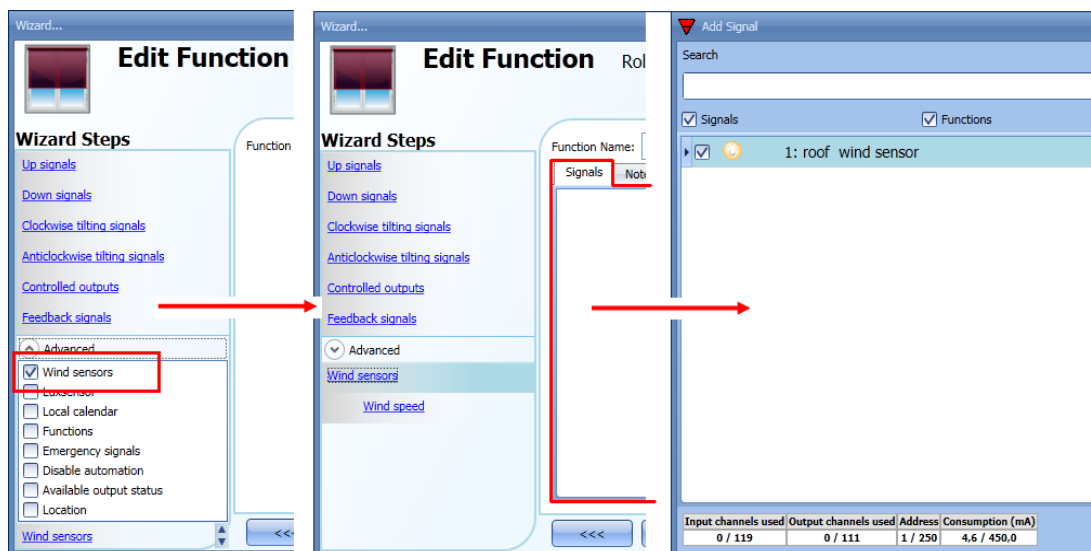 Wizard...
Edit Function
Wizard Steps
Up signals
Down signals
Clockwise tilting signals
Anticlockwise tilting signals
Controlled outputs
Feedback signals
Advanced
Wind sensors
Luxsensor
Local calendar
Functions
Emergency signals
Disable automation
Available output status
Location
Wind sensors
Function
<<<
Wizard...
Edit Function Rol
Wizard Steps
Up signals
Down signals
Clockwise tilting signals
Anticlockwise tilting signals
Controlled outputs
Feedback signals
Advanced
Wind sensors
Wind speed
Function Name:
Signals Note
<<<
Add Signal
Search
Signals Functions
1: roof wind sensor
Input channels used Output channels used Address Consumption (mA)
0 / 119 0 / 111 1 / 250 4,6 / 450,0